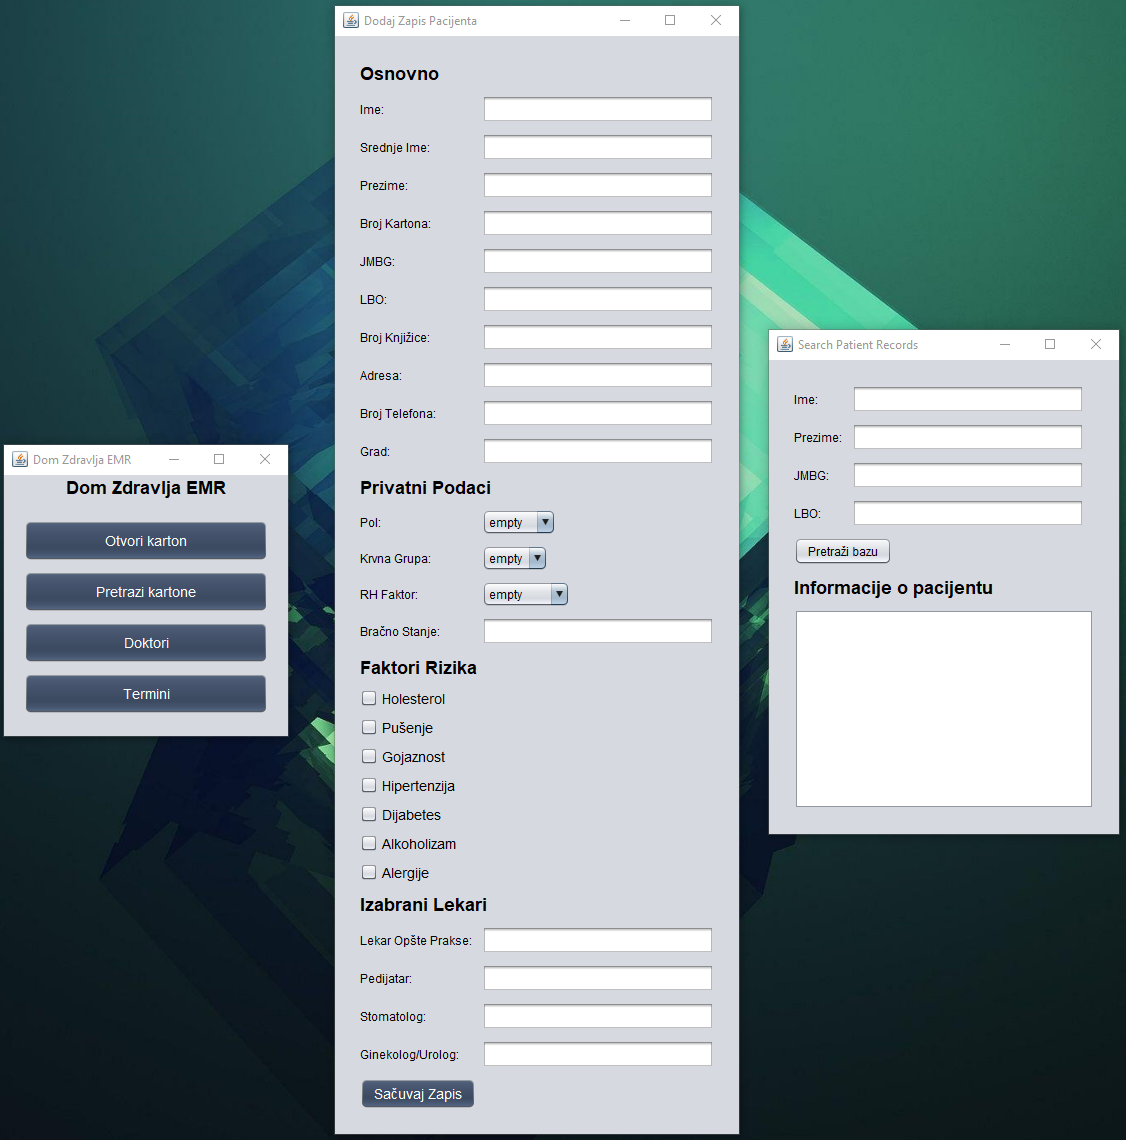 Dom Zdravlja EMR
Dom Zdravlja EMR
Otvori karton
Pretrazi kartone
Doktori
Termini
Dodaj Zapis Pacijenta
Osnovno
Ime:
Srednje Ime:
Prezime:
Broj Kartona:
JMBG:
LBO:
Broj Knjižice:
Adresa:
Broj Telefona:
Grad:
Privatni Podaci
Pol: empty
Krvna Grupa: empty
RH Faktor: empty
Bračno Stanje:
Faktori Rizika
Holesterol
Pušenje
Gojaznost
Hipertenzija
Dijabetes
Alkoholizam
Alergije
Izabrani Lekari
Lekar Opšte Prakse:
Pedijatar:
Stomatolog:
Ginekolog/Urolog:
Sačuvaj Zapis
Search Patient Records
Ime:
Prezime:
JMBG:
LBO:
Pretraži bazu
Informacije o pacijentu